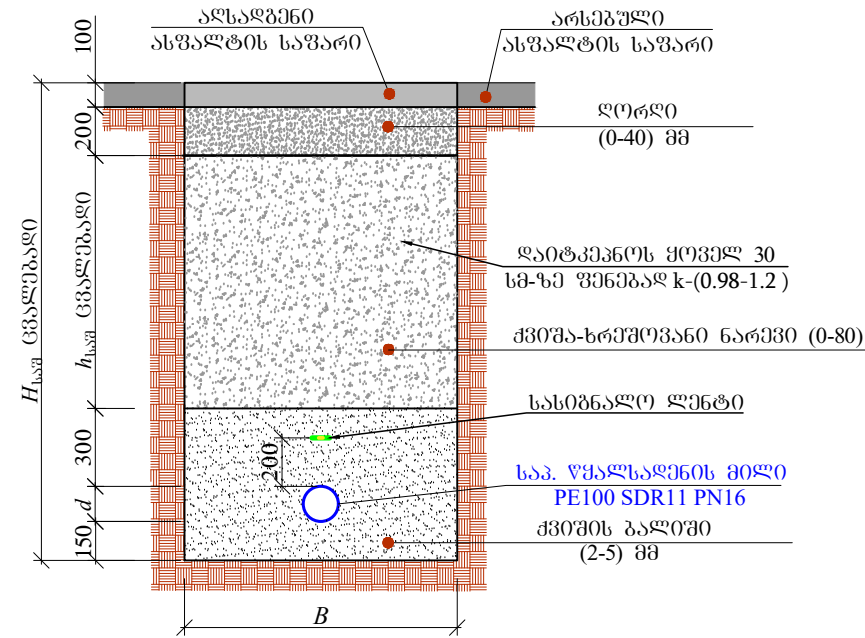 აღსადგენი
ასფალტის საფარი
არსებული
ასფალტის საფარი
100
ღორღი
(0-40) მმ
200
დაიტკეპნოს ყოველ 30
სმ-ზე ფენებად k-(0.98-1.2 )
Hსაშ ცვალებადი
hსაშ ცვალებადი
ქვიშა-ხრეშოვანი ნარევი (0-80)
სასიგნალო ლენტი
300
200
საპ. წყალსადენის მილი
PE100 SDR11 PN16
d
ქვიშის ბალიში
(2-5) მმ
150
B